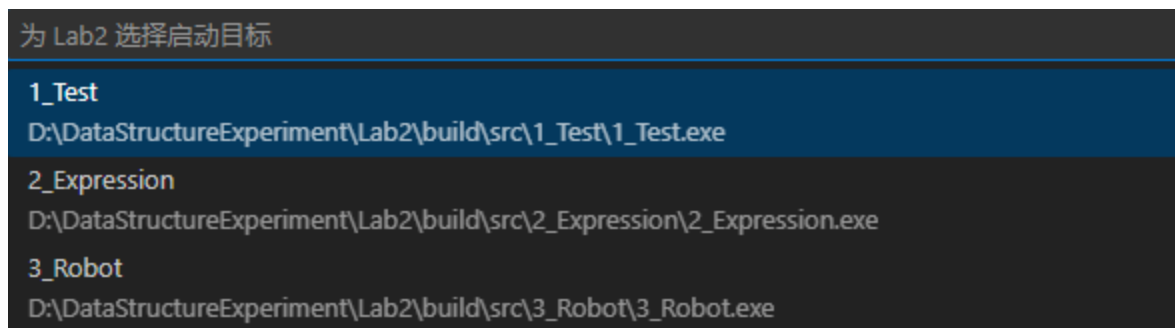 为 Lab2 选择启动目标
1_Test
D:\DataStructureExperiment\Lab2\build\src\1_Test\1_Test.exe
2_Expression
D:\DataStructureExperiment\Lab2\build\src\2_Expression\2_Expression.exe
3_Robot
D:\DataStructureExperiment\Lab2\build\src\3_Robot\3_Robot.exe